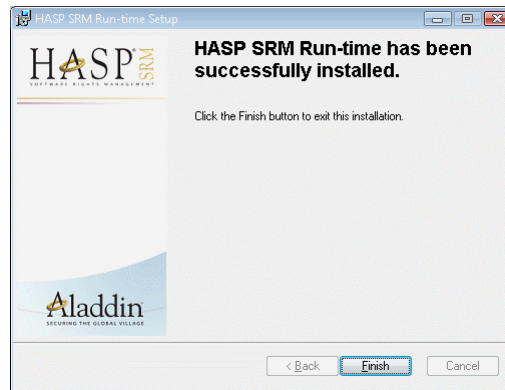 HASP SRM Run-time Setup
HASP SRM
SOFTWARE RIGHTS MANAGEMENT
HASP SRM Run-time has been
successfully installed.
Click the Finish button to exit this installation.
Aladdin
SECURING THE GLOBAL VILLAGE
< Back
Finish
Cancel